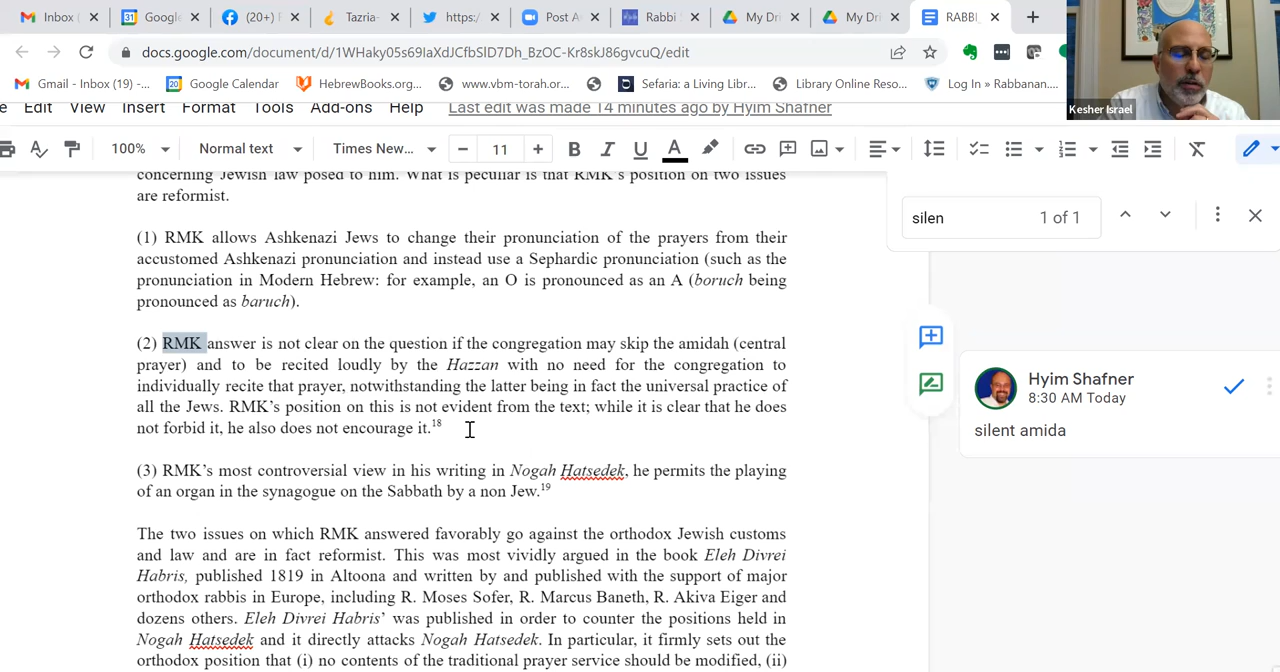 Inbox (
Google
(20+)
Tazria-
https:/
Post A
Rabbi
My Dri
My Dri
RABBI
docs.google.com/document/d/1WHaky05s69IaXdJCfbSlD7Dh_BzOC-Kr8skJ86gvcuQ/edit
Gmail - Inbox (19) -...
Google Calendar
HebrewBooks.org...
www.yom-torah.org...
Sefaria: a Living Libr...
Library Online Reso...
Log In » Rabbanan....
Kesher Israel
e Edit View Insert Format Tools Add-ons Help Last edit was made 14 minutes ago by Hyim Shafner
100% Normal text Times New... 11
concerning Jewish law posed to him. What is peculiar is that RMK's position on two issues
are reformist.
(1) RMK allows Ashkenazi Jews to change their pronunciation of the prayers from their
accustomed Ashkenazi pronunciation and instead use a Sephardic pronunciation (such as the
pronunciation in Modern Hebrew: for example, an O is pronounced as an A (boruch being
pronounced as baruch).
(2) RMK answer is not clear on the question if the congregation may skip the amidah (central
prayer) and to be recited loudly by the Hazzan with no need for the congregation to
individually recite that prayer, notwithstanding the latter being in fact the universal practice of
all the Jews. RMK's position on this is not evident from the text; while it is clear that he does
not forbid it, he also does not encourage it.18
(3) RMK's most controversial view in his writing in Nogah Hatsedek, he permits the playing
of an organ in the synagogue on the Sabbath by a non Jew.19
The two issues on which RMK answered favorably go against the orthodox Jewish customs
and law and are in fact reformist. This was most vividly argued in the book Eleh Divrei
Habris, published 1819 in Altoona and written by and published with the support of major
orthodox rabbis in Europe, including R. Moses Sofer, R. Marcus Baneth, R. Akiva Eiger and
dozens others. Eleh Divrei Habris' was published in order to counter the positions held in
Nogah Hatsedek and it directly attacks Nogah Hatsedek. In particular, it firmly sets out the
orthodox position that (i) no contents of the traditional prayer service should be modified, (ii)
silen 1 of 1
Hyim Shafner
8:30 AM Today
silent amida